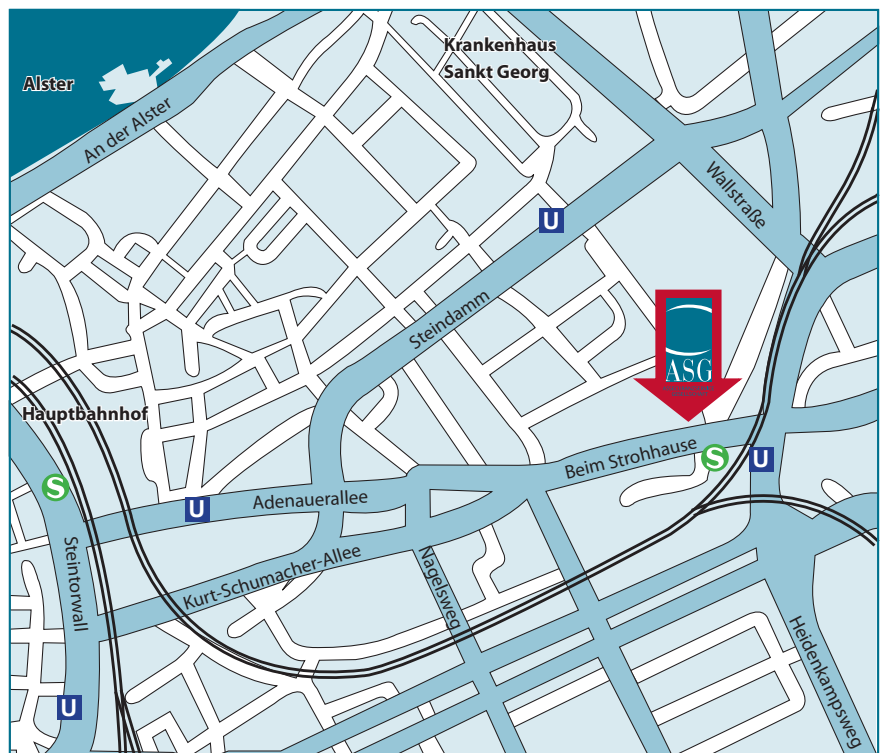 Krankenhaus
Sankt Georg
Alster
An der Alster
Wallstraße
U
Steindamm
ASG
Hauptbahnhof
Beim Strohhause
S
U
S
U
Adenauerallee
Steintorwall
Kurt-Schumacher-Allee
Nagelsweg
Heidenkampsweg
U